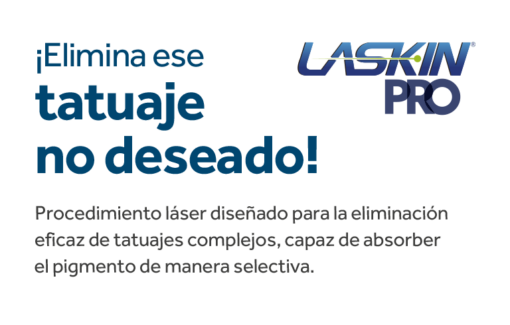 ¡Elimina ese
tatuaje
no deseado!
LASKIN®
PRO
Procedimiento láser diseñado para la eliminación
eficaz de tatuajes complejos, capaz de absorber
el pigmento de manera selectiva.